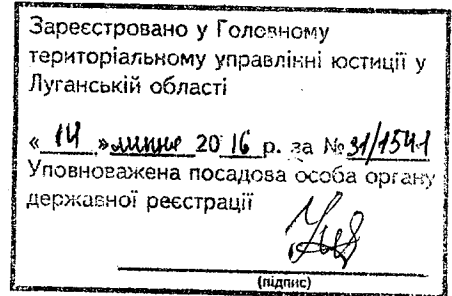 Зареєстровано у Головному
територіальному управлінні юстиції у
Луганській області
« 14 » липня 20 16 р. за № 31/1541
Уповноважена посадова особа органу
державної реєстрації
(підпис)